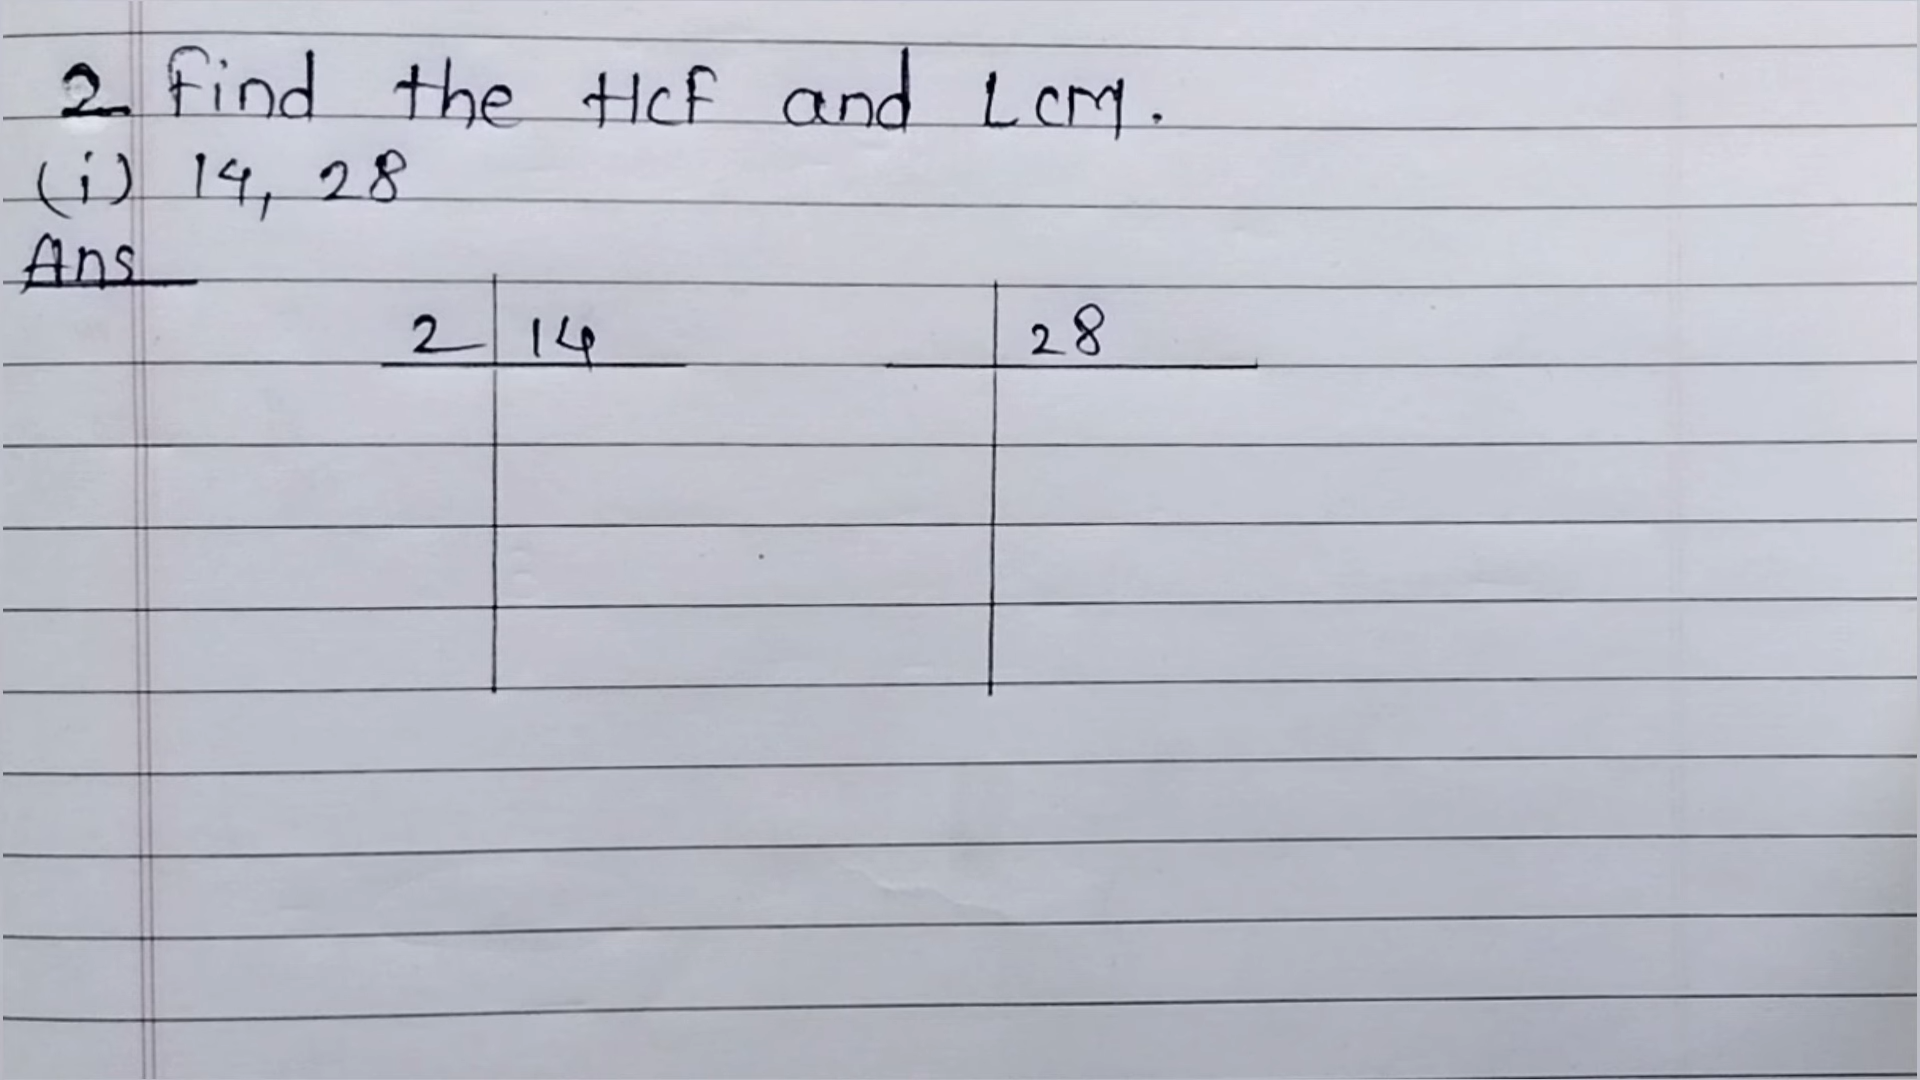 2 Find the HCF and LCM.
(i) 14, 28
Ans
2 14 28